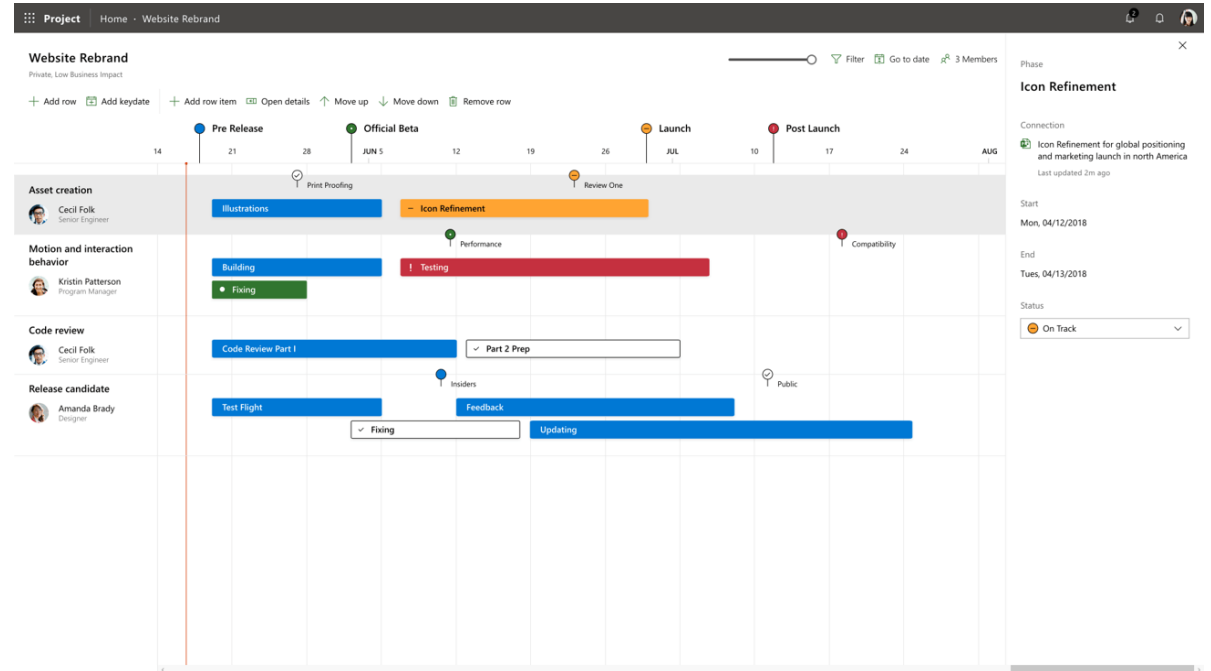 Project
Home · Website Rebrand
2
Website Rebrand
Private, Low Business Impact
Filter
Go to date
3 Members
Add row
Add keydate
Add row item
Open details
Move up
Move down
Remove row
Pre Release
Official Beta
Launch
Post Launch
14
21
28
JUN 5
12
19
26
JUL
10
17
24
AUG
Asset creation
Cecil Folk
Senior Engineer
Print Proofing
Review One
Illustrations
Icon Refinement
Motion and interaction
behavior
Kristin Patterson
Program Manager
Performance
Compatibility
Building
! Testing
Fixing
Code review
Cecil Folk
Senior Engineer
Code Review Part I
Part 2 Prep
Release candidate
Amanda Brady
Designer
Insiders
Public
Test Flight
Feedback
Fixing
Updating
Phase
Icon Refinement
Connection
Icon Refinement for global positioning
and marketing launch in north America
Last updated 2m ago
Start
Mon, 04/12/2018
End
Tues, 04/13/2018
Status
On Track